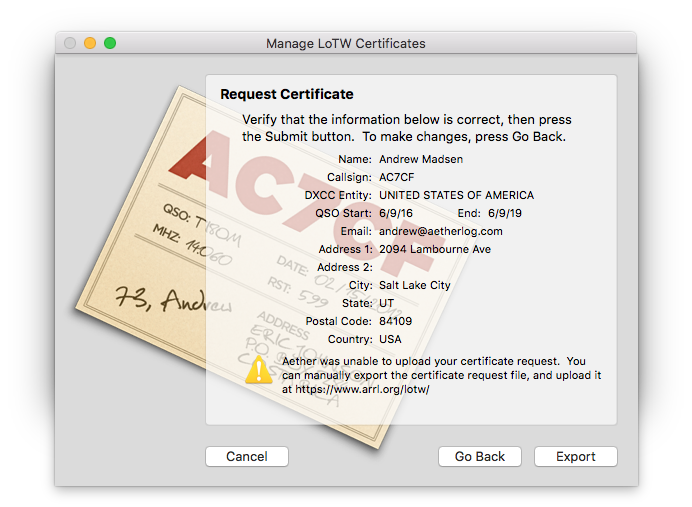 Manage LoTW Certificates
Request Certificate
Verify that the information below is correct, then press
the Submit button. To make changes, press Go Back.
Name: Andrew Madsen
Callsign: AC7CF
DXCC Entity: UNITED STATES OF AMERICA
QSO Start: 6/9/16 End: 6/9/19
Email: andrew@aetherlog.com
Address 1: 2094 Lambourne Ave
Address 2:
City: Salt Lake City
State: UT
Postal Code: 84109
Country: USA
Aether was unable to upload your certificate request. You
can manually export the certificate request file, and upload it
at https://www.arrl.org/lotw/
AC7CF
QSO:
MHZ: 14.060
DATE:
RST: 599
73, Andrew
ADDRESS
ERIC
P.O.
Cancel
Go Back
Export